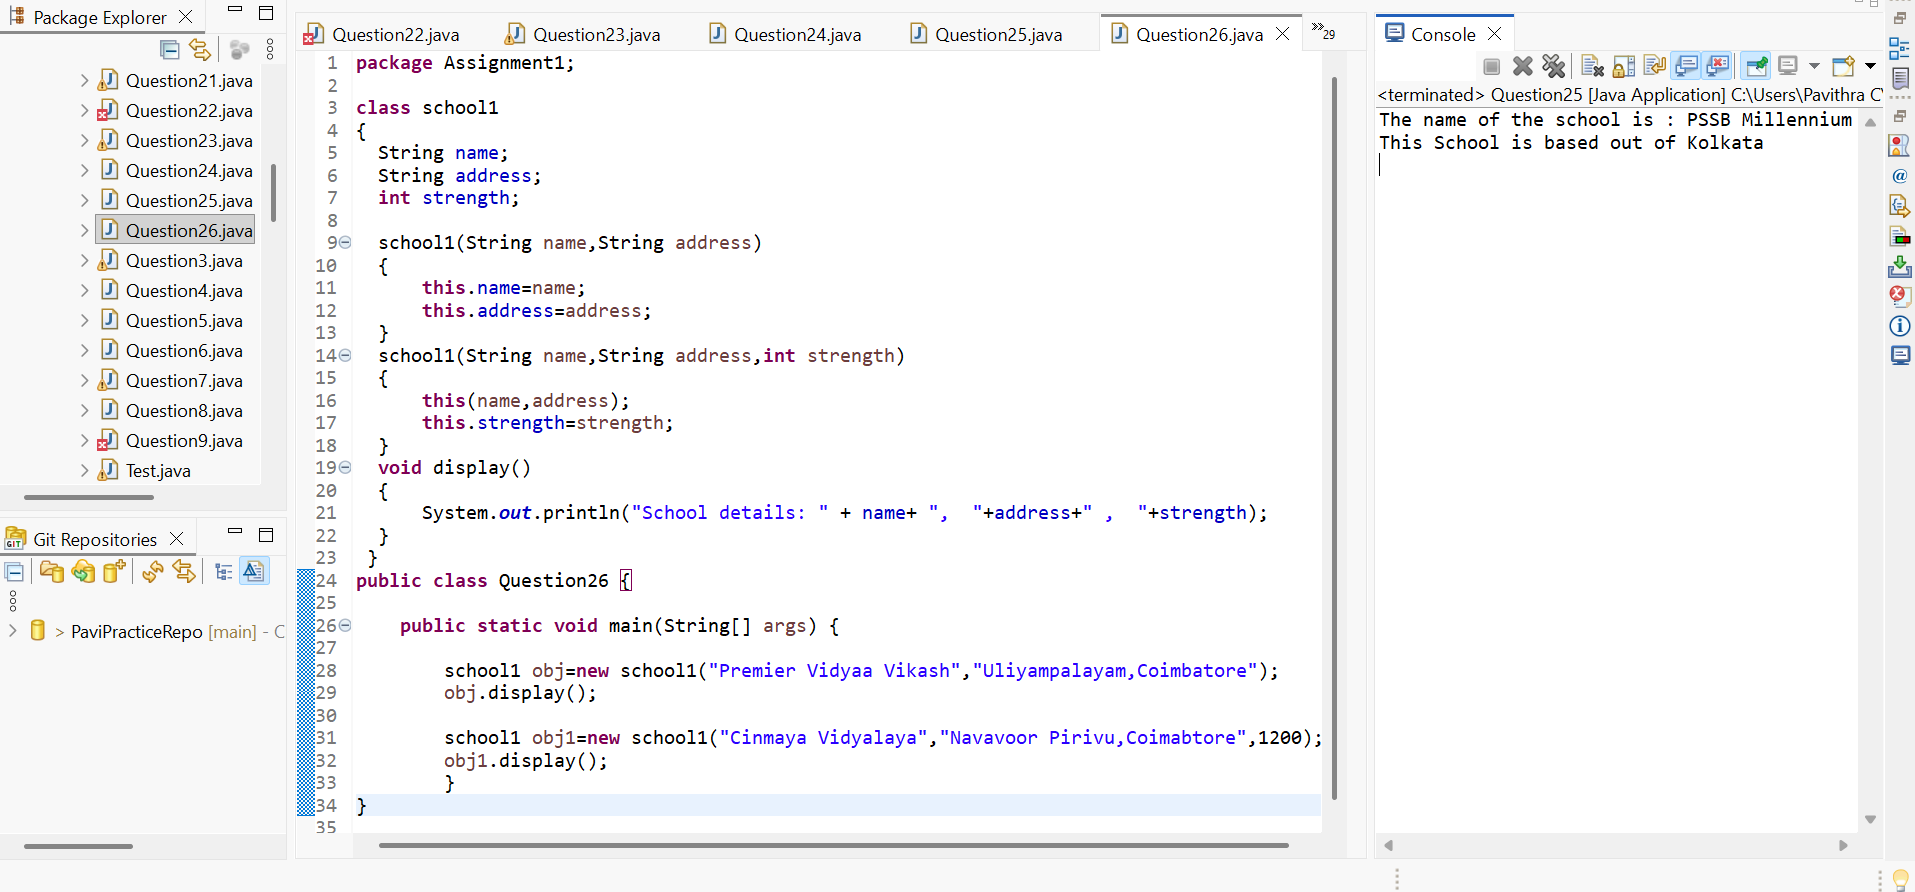 Package Explorer
Question21.java
Question22.java
Question23.java
Question24.java
Question25.java
Question26.java
Question3.java
Question4.java
Question5.java
Question6.java
Question7.java
Question8.java
Question9.java
Test.java
Git Repositories
GIT
> PaviPracticeRepo [main] - C
Question22.java Question23.java Question24.java Question25.java Question26.java »29
1 package Assignment1;
2
3 class school1
4 {
5 String name;
6 String address;
7 int strength;
8
9 school1(String name,String address)
10 {
11 this.name=name;
12 this.address=address;
13 }
14 school1(String name,String address,int strength)
15 {
16 this(name,address);
17 this.strength=strength;
18 }
19 void display()
20 {
21 System.out.println("School details: " + name+ ",  "+address+" ,  "+strength);
22 }
23 }
24 public class Question26 {
25
26 public static void main(String[] args) {
27
28 school1 obj=new school1("Premier Vidyaa Vikash","Uliyampalayam,Coimbatore");
29 obj.display();
30
31 school1 obj1=new school1("Cinmaya Vidyalaya","Navavoor Pirivu,Coimabtore",1200);
32 obj1.display();
33 }
34 }
35
Console
<terminated> Question25 [Java Application] C:\Users\Pavithra C\
The name of the school is : PSSB Millennium
This School is based out of Kolkata